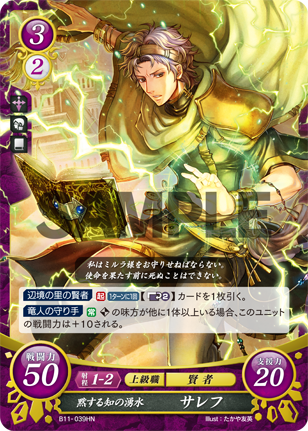 3
2
SAMPLE
私はミルラ様をお守りせねばならない。
使命を果たす前に死ぬことはできない。
辺境の里の賢者 起 1ターンに1回 【2】カードを1枚引く。
竜人の守り手 常 の味方が他に1体以上いる場合、このユニット
の戦闘力は+10される。
戦闘力
50
射程 1-2 上級職 賢者
支援力
20
黙する知の湧水 サレフ
Illust:たかや友英
B11-039HN